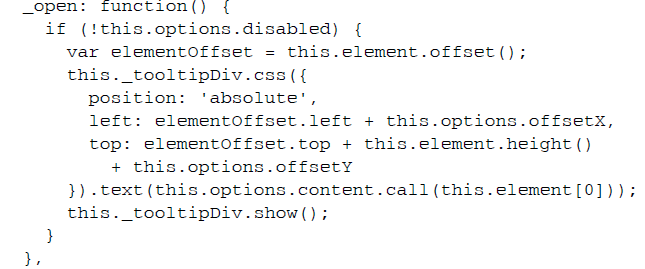 _open: function() {
  if (!this.options.disabled) {
    var elementOffset = this.element.offset();
    this._tooltipDiv.css({
      position: 'absolute',
      left: elementOffset.left + this.options.offsetX,
      top: elementOffset.top + this.element.height()
        + this.options.offsetY
    }).text(this.options.content.call(this.element[0]));
    this._tooltipDiv.show();
  }
},